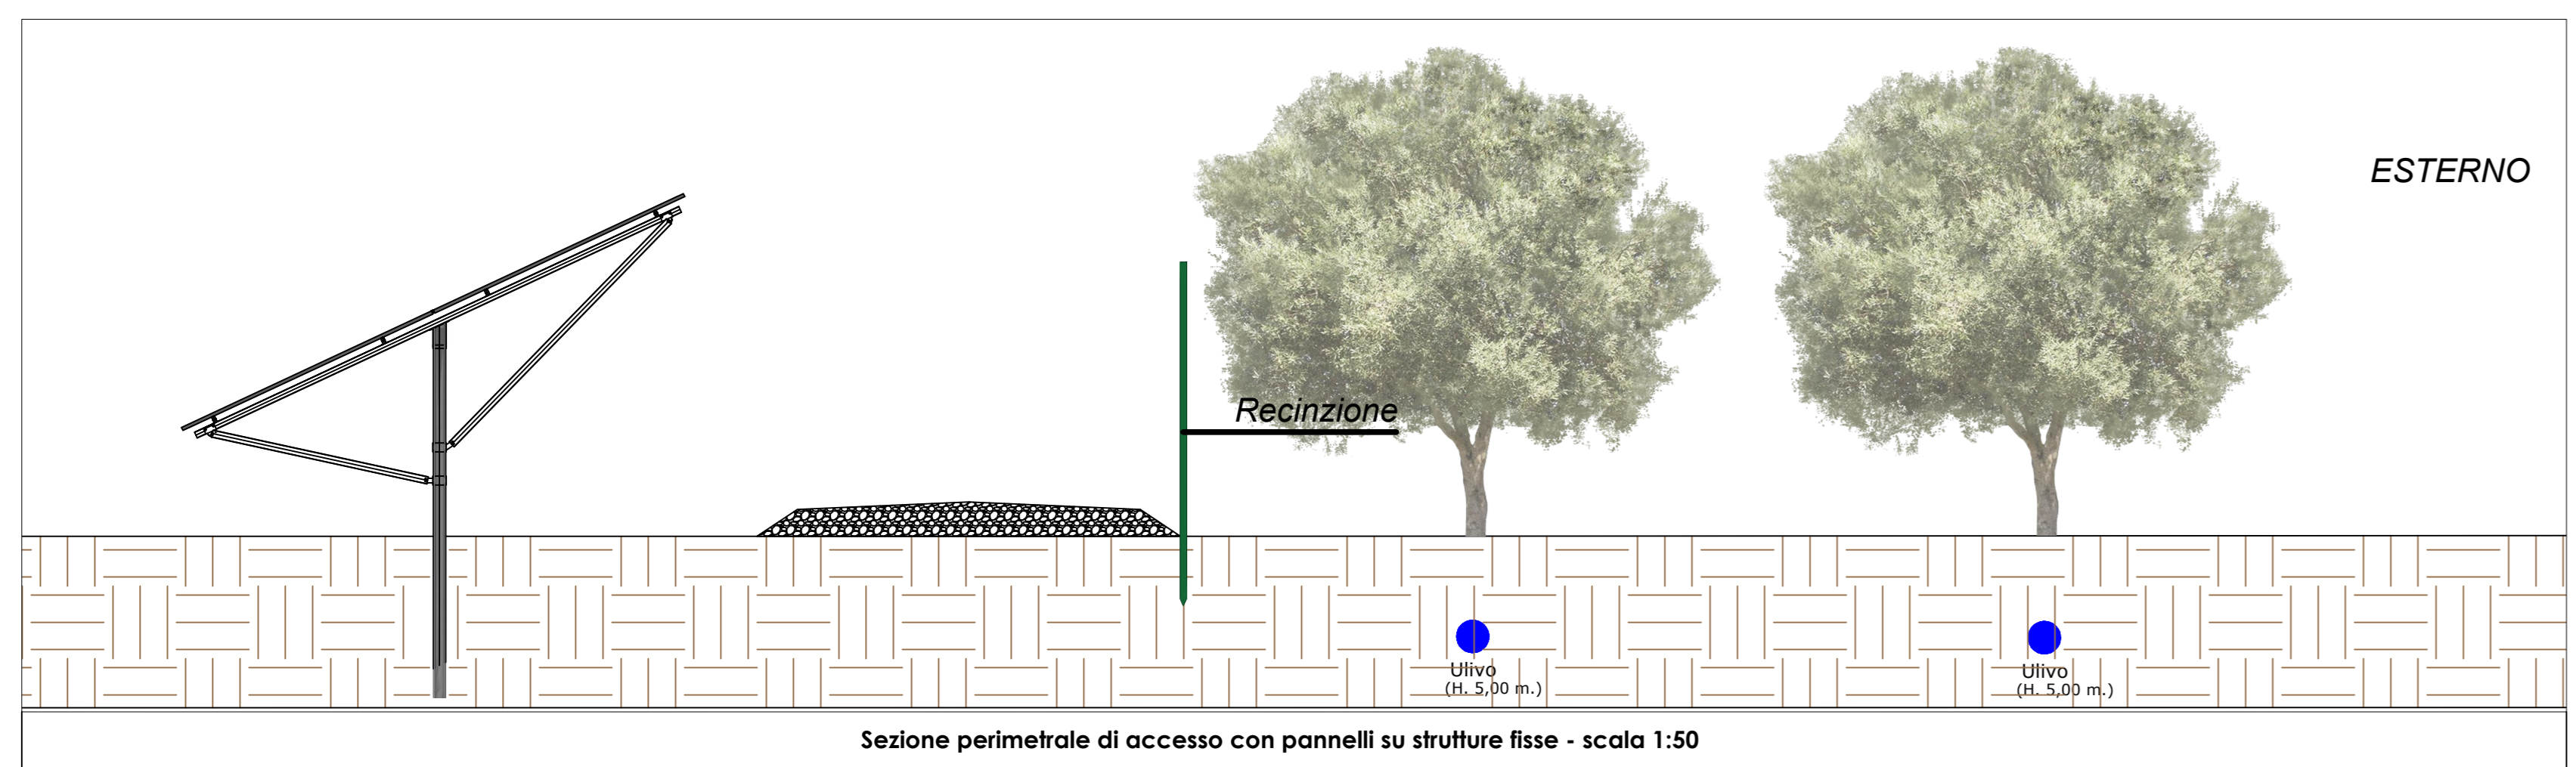 ESTERNO
Recinzione
Ulivo
(H. 5,00 m.)
Ulivo
(H. 5,00 m.)
Sezione perimetrale di accesso con pannelli su strutture fisse - scala 1:50